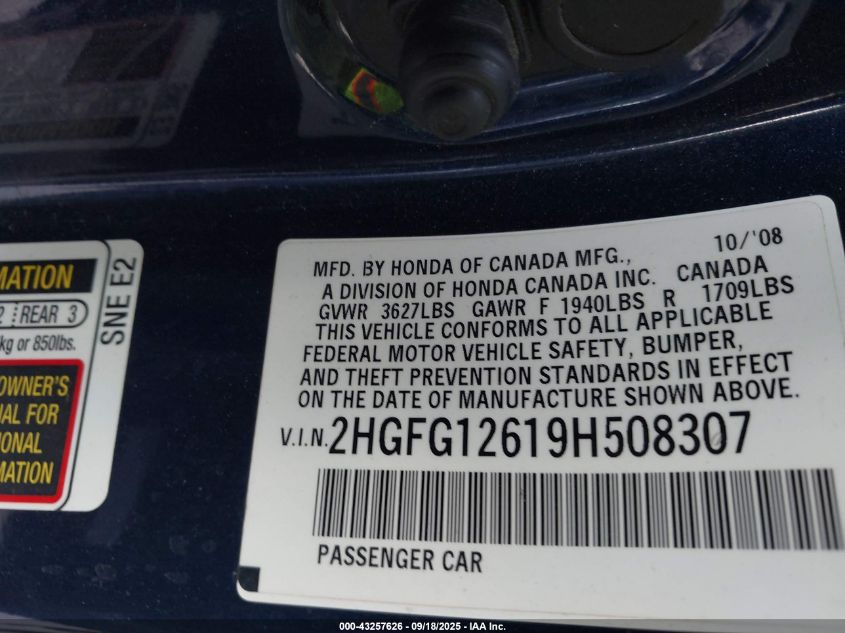 MATION
2 REAR 3
kg or 850lbs.
OWNER'S
AL FOR
ONAL
MATION
SNE E2
10/'08
MFD. BY HONDA OF CANADA MFG.,
A DIVISION OF HONDA CANADA INC. CANADA
GVWR 3627LBS GAWR F 1940LBS R 1709LBS
THIS VEHICLE CONFORMS TO ALL APPLICABLE
FEDERAL MOTOR VEHICLE SAFETY, BUMPER,
AND THEFT PREVENTION STANDARDS IN EFFECT
ON THE DATE OF MANUFACTURE SHOWN ABOVE.
V.I.N. 2HGFG12619H508307
PASSENGER CAR
000-43257626 - 09/18/2025 - IAA Inc.